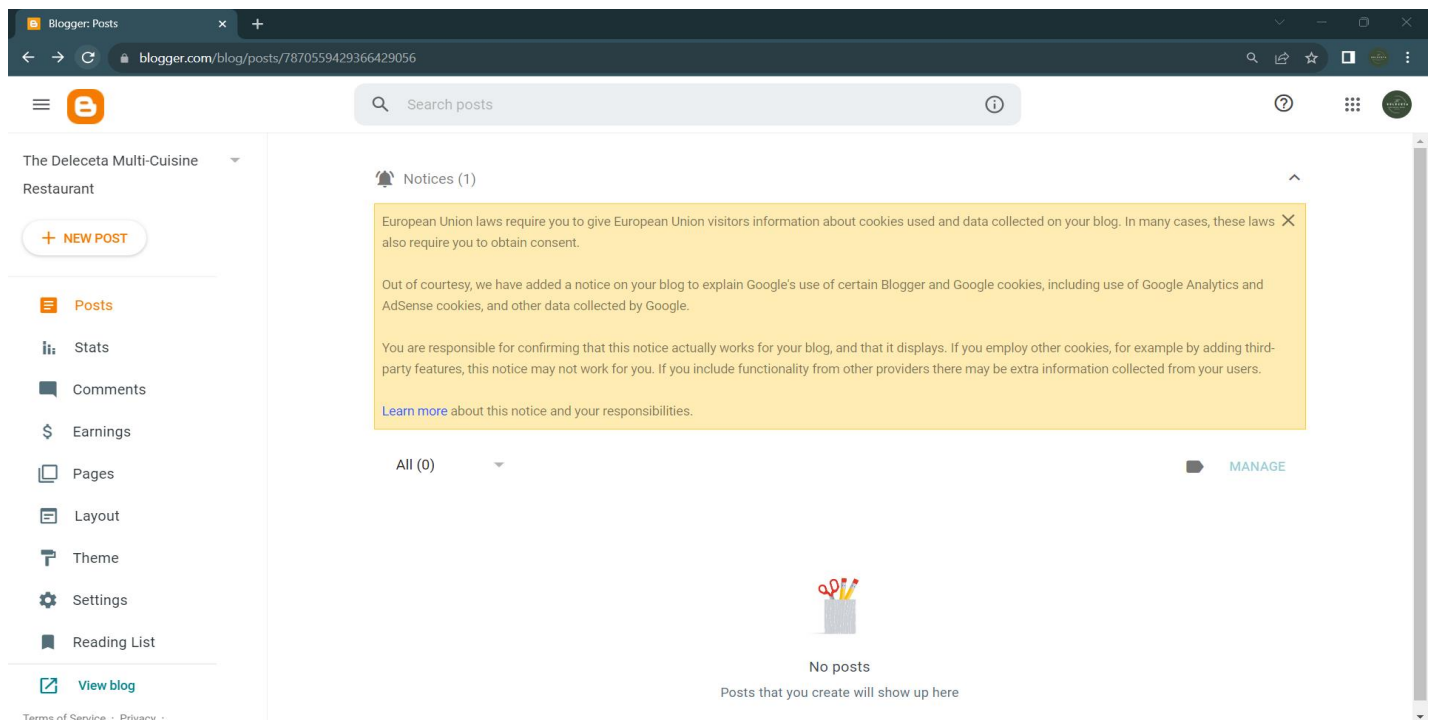 Blogger: Posts
blogger.com/blog/posts/7870559429366429056
Search posts
The Deleceta Multi-Cuisine
Restaurant
NEW POST
Posts
Stats
Comments
Earnings
Pages
Layout
Theme
Settings
Reading List
View blog
Terms of Service · Privacy ·
Notices (1)
European Union laws require you to give European Union visitors information about cookies used and data collected on your blog. In many cases, these laws
also require you to obtain consent.
Out of courtesy, we have added a notice on your blog to explain Google's use of certain Blogger and Google cookies, including use of Google Analytics and
AdSense cookies, and other data collected by Google.
You are responsible for confirming that this notice actually works for your blog, and that it displays. If you employ other cookies, for example by adding third-
party features, this notice may not work for you. If you include functionality from other providers there may be extra information collected from your users.
Learn more about this notice and your responsibilities.
All (0)
MANAGE
No posts
Posts that you create will show up here